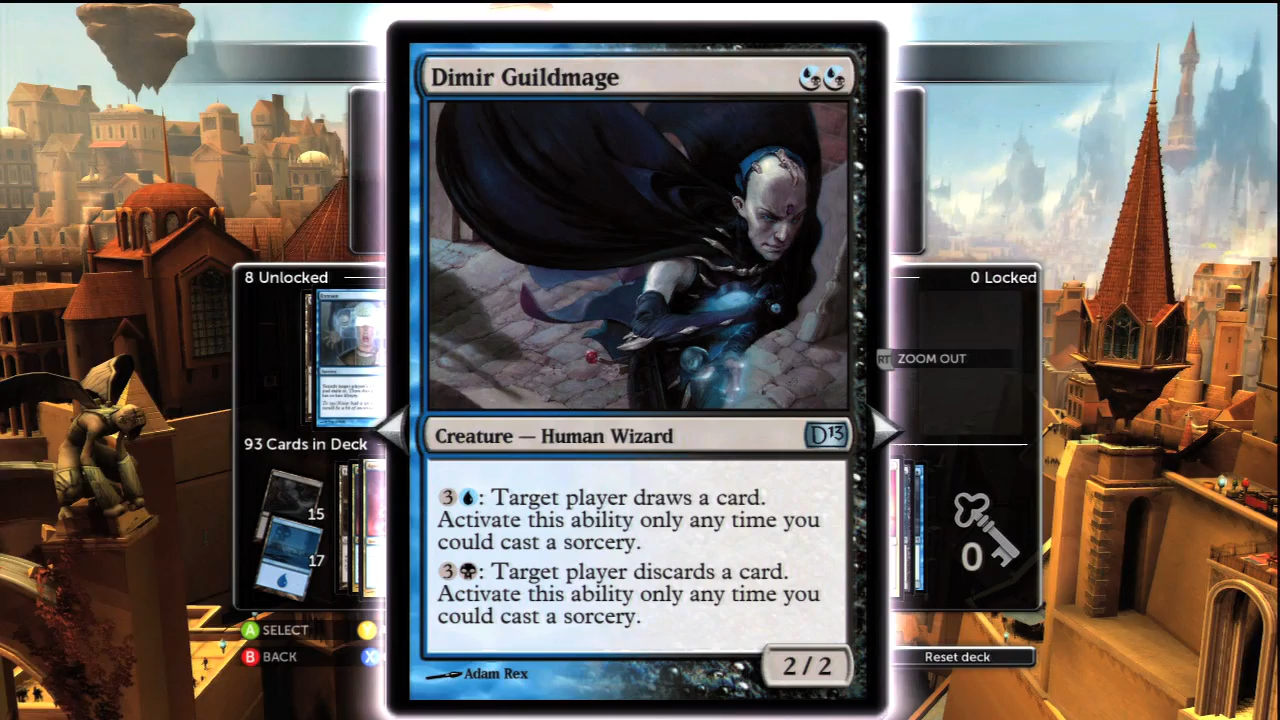 Dimir Guildmage
8 Unlocked
0 Locked
RT ZOOM OUT
Creature — Human Wizard
D13
93 Cards in Deck
3: Target player draws a card.
Activate this ability only any time you
could cast a sorcery.
3: Target player discards a card.
Activate this ability only any time you
could cast a sorcery.
15
17
0
A SELECT
Y
B BACK
X
Reset deck
Adam Rex
2/2